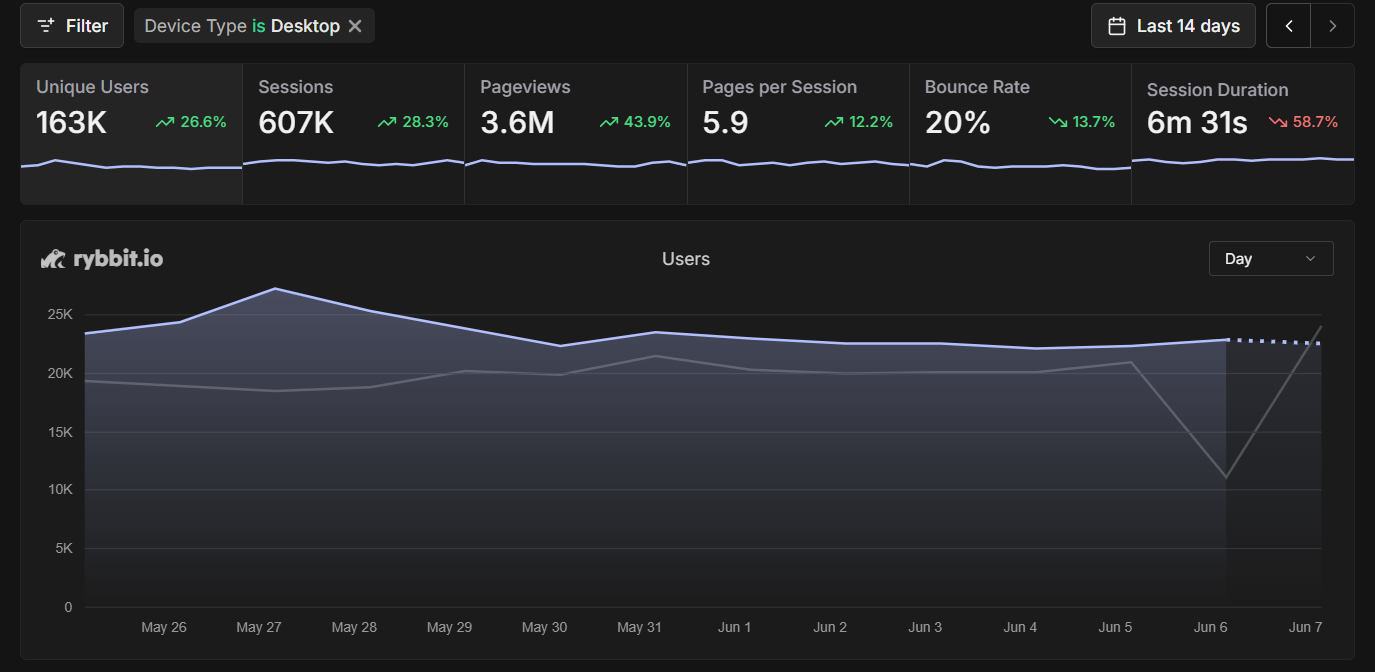 Filter
Device Type is Desktop
Last 14 days
Unique Users
163K 26.6%
Sessions
607K 28.3%
Pageviews
3.6M 43.9%
Pages per Session
5.9 12.2%
Bounce Rate
20% 13.7%
Session Duration
6m 31s 58.7%
rybbit.io
Users
Day
25K
20K
15K
10K
5K
0
May 26 May 27 May 28 May 29 May 30 May 31 Jun 1 Jun 2 Jun 3 Jun 4 Jun 5 Jun 6 Jun 7